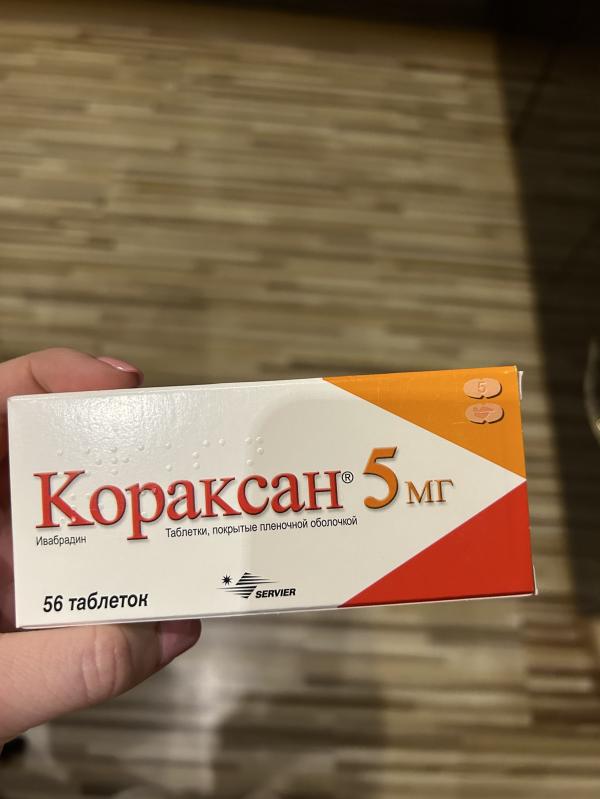 5
Кораксан® 5 мг
Ивабрадин
Таблетки, покрытые пленочной оболочкой
56 таблеток
SERVIER